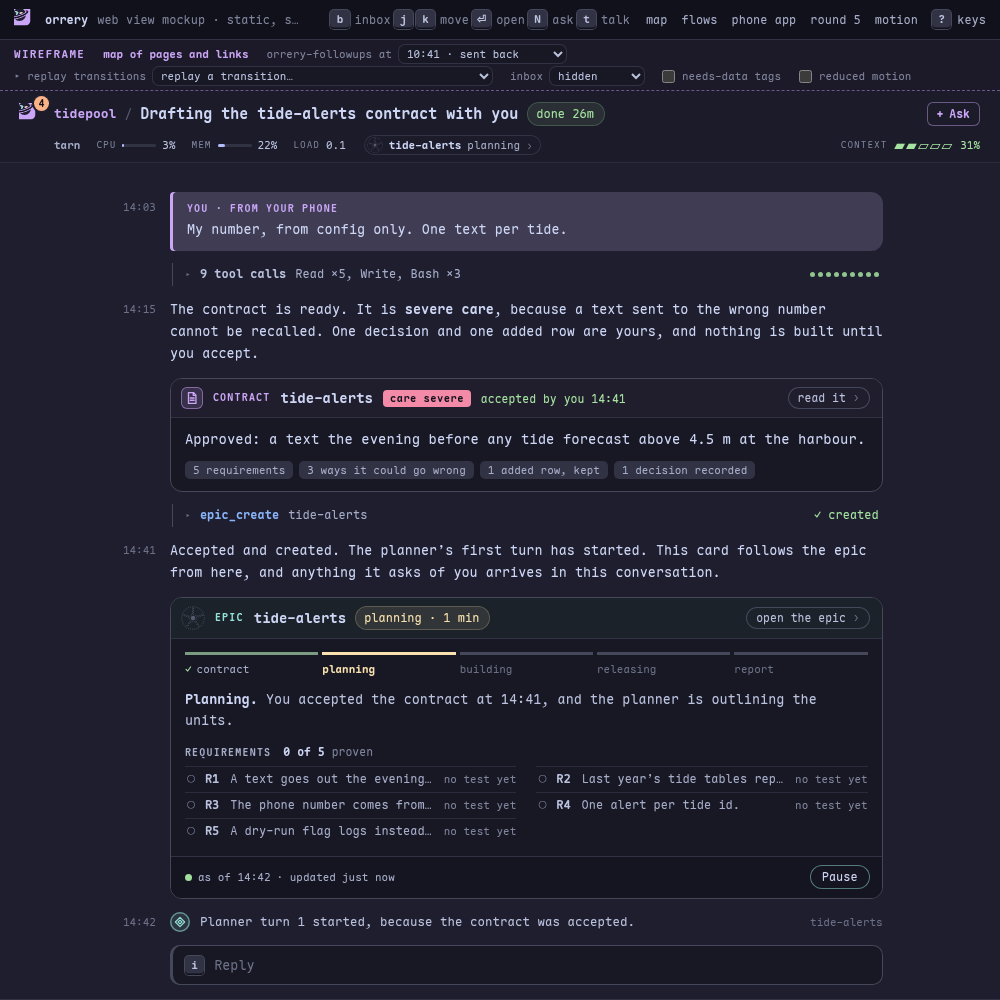 orrery web view mockup · static, s… b inbox j k move ⏎ open N ask t talk map flows phone app round 5 motion ? keys
WIREFRAME map of pages and links orrery-followups at 10:41 · sent back
▸ replay transitions replay a transition… inbox hidden needs-data tags reduced motion
4
tidepool / Drafting the tide-alerts contract with you done 26m + Ask
tarn CPU 3% MEM 22% LOAD 0.1 tide-alerts planning › CONTEXT 31%
14:03
YOU · FROM YOUR PHONE
My number, from config only. One text per tide.
▸ 9 tool calls Read ×5, Write, Bash ×3
14:15 The contract is ready. It is severe care, because a text sent to the wrong number
cannot be recalled. One decision and one added row are yours, and nothing is built until
you accept.
CONTRACT tide-alerts care severe accepted by you 14:41 read it ›
Approved: a text the evening before any tide forecast above 4.5 m at the harbour.
5 requirements 3 ways it could go wrong 1 added row, kept 1 decision recorded
▸ epic_create tide-alerts ✓ created
14:41 Accepted and created. The planner’s first turn has started. This card follows the epic
from here, and anything it asks of you arrives in this conversation.
EPIC tide-alerts planning · 1 min open the epic ›
✓ contract planning building releasing report
Planning. You accepted the contract at 14:41, and the planner is outlining the
units.
REQUIREMENTS 0 of 5 proven
R1 A text goes out the evening… no test yet R2 Last year’s tide tables rep… no test yet
R3 The phone number comes from… no test yet R4 One alert per tide id. no test yet
R5 A dry-run flag logs instead… no test yet
as of 14:42 · updated just now Pause
14:42 Planner turn 1 started, because the contract was accepted. tide-alerts
i Reply